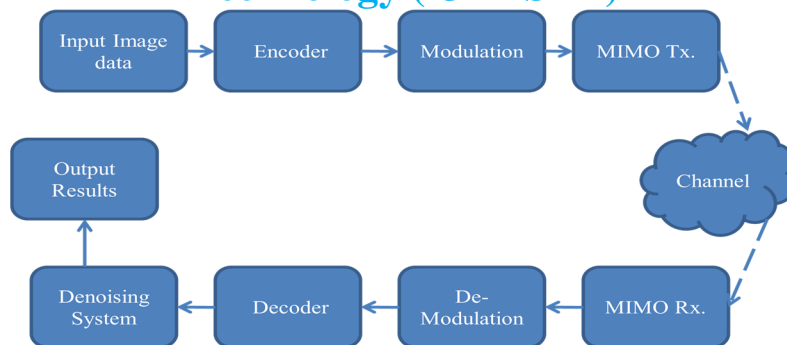 Input Image
data
Encoder
Modulation
MIMO Tx.
Channel
Output
Results
Denoising
System
Decoder
De-
Modulation
MIMO Rx.